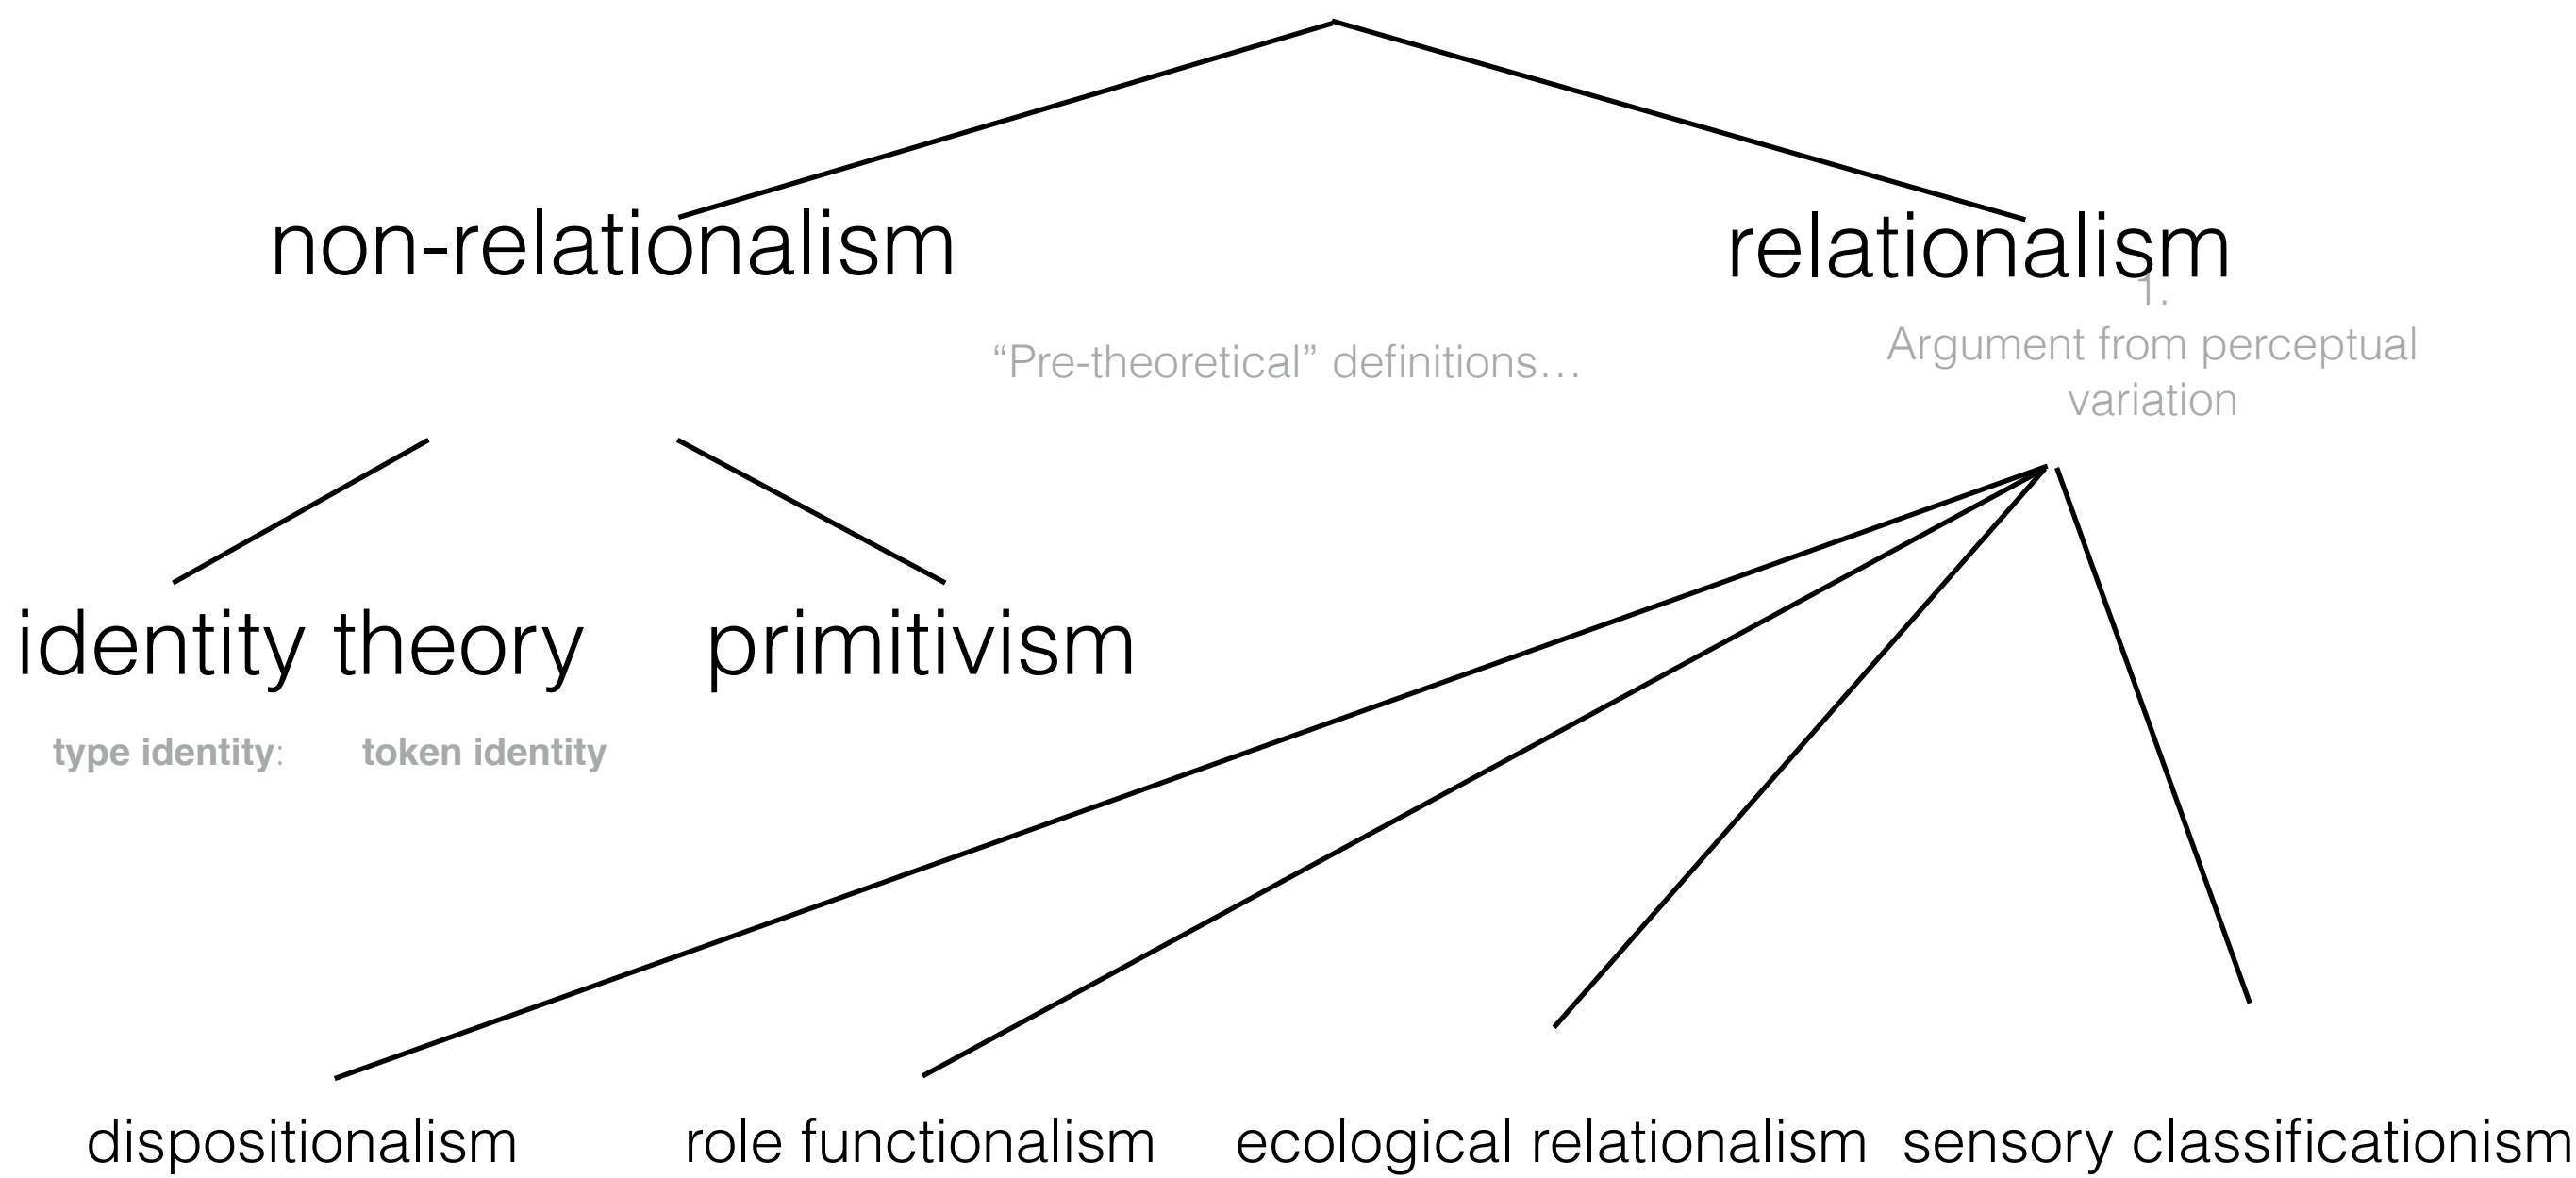 non-relationalism
relationalism
1.
“Pre-theoretical” definitions…
Argument from perceptual
variation
identity theory
primitivism
type identity:
token identity
dispositionalism
role functionalism
ecological relationalism
sensory classificationism